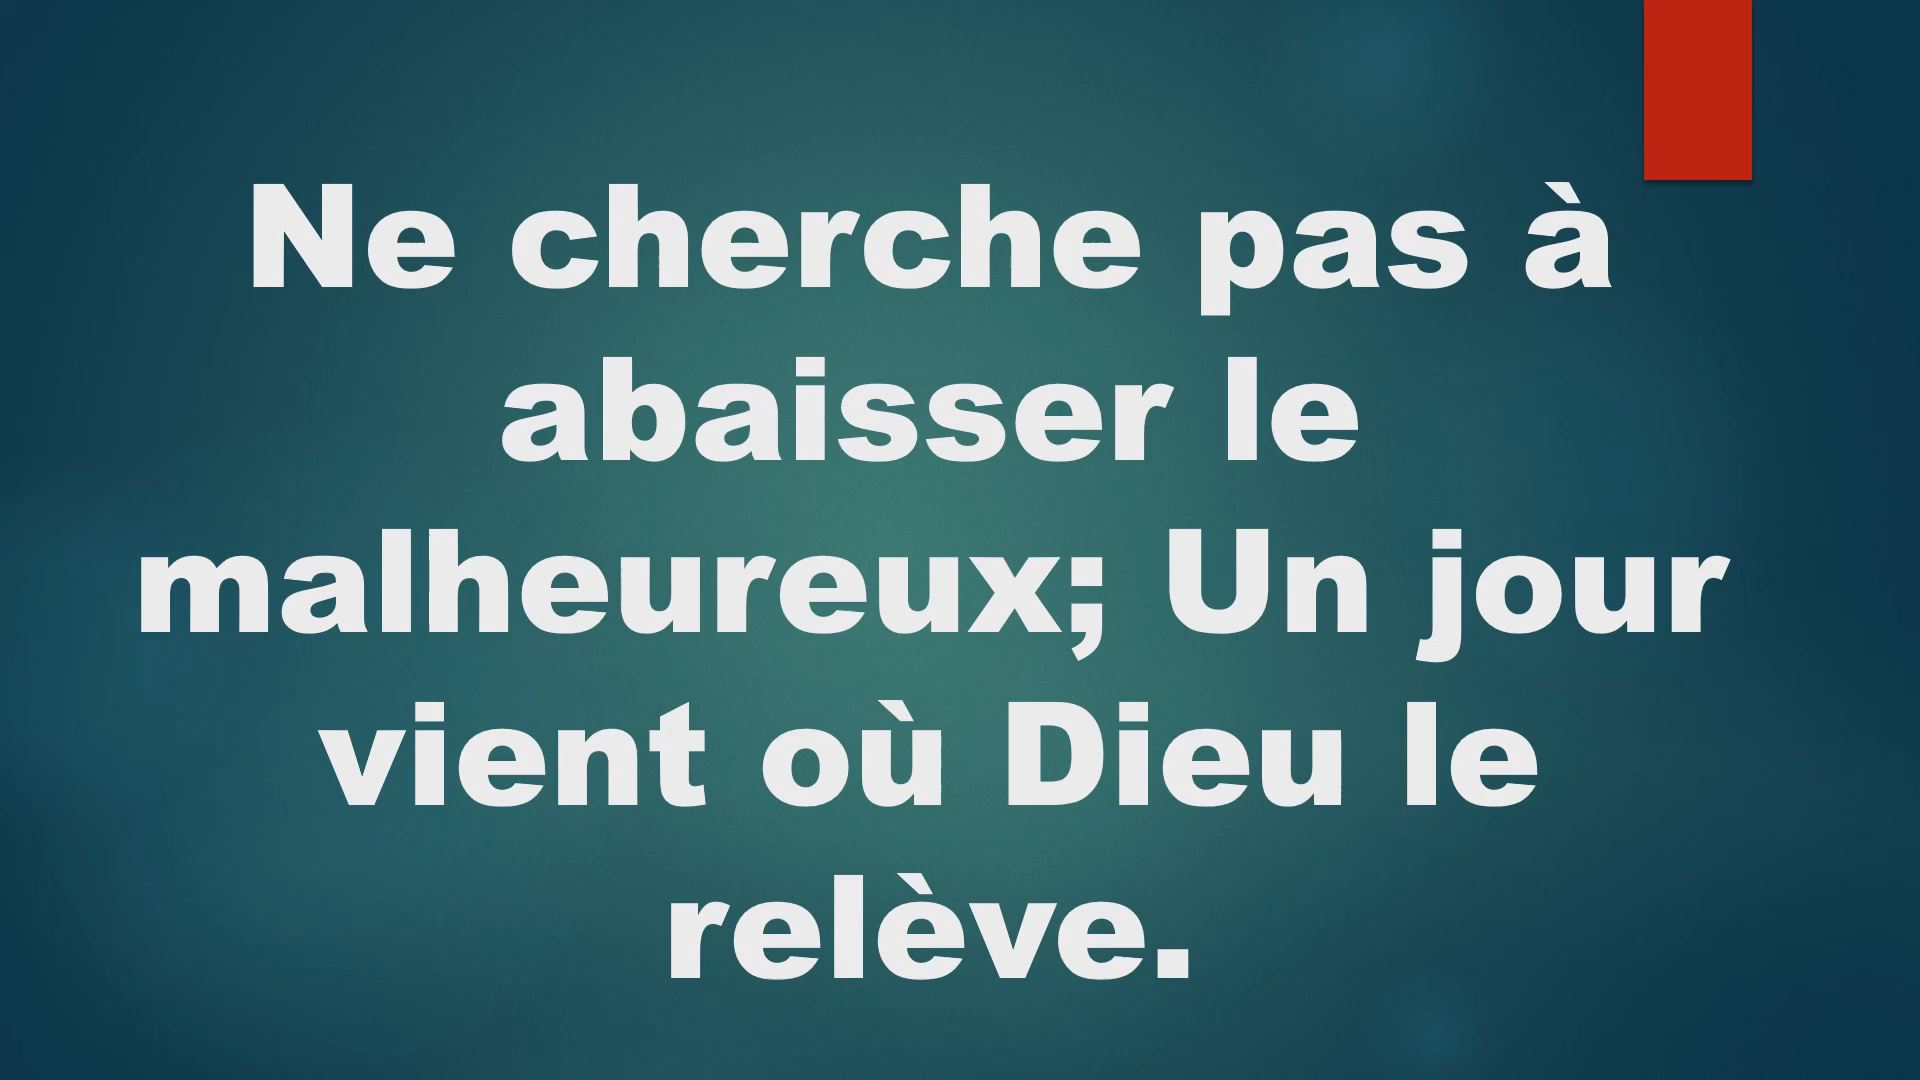 Ne cherche pas à
abaisser le
malheureux; Un jour
vient où Dieu le
relève.